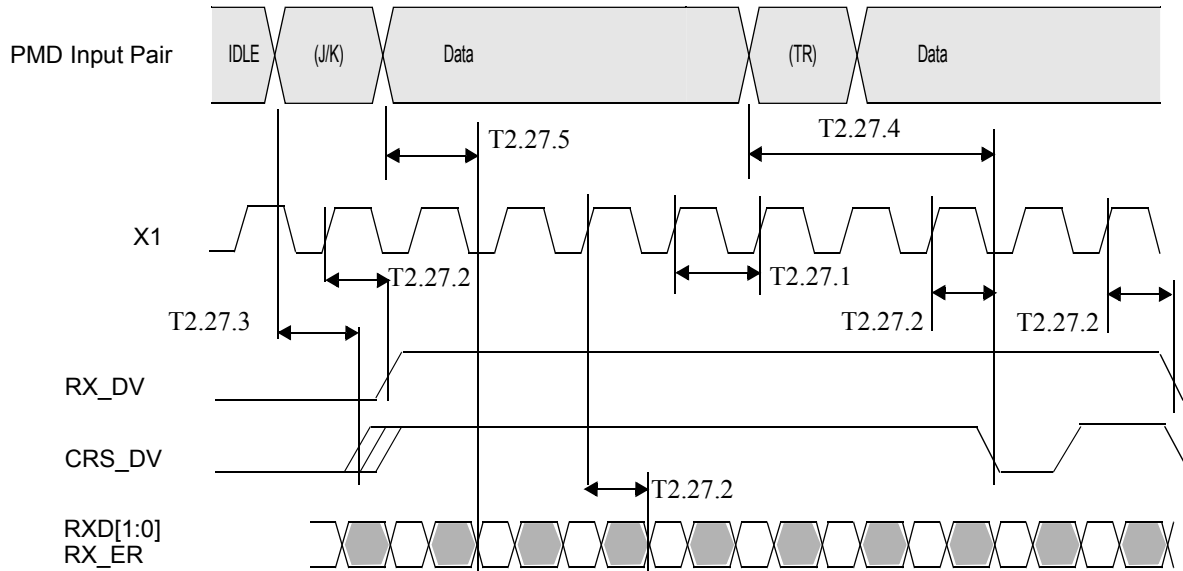 PMD Input Pair
IDLE (J/K) Data (TR) Data
T2.27.5
T2.27.4
X1
T2.27.2
T2.27.1
T2.27.3
T2.27.2
T2.27.2
RX_DV
CRS_DV
T2.27.2
RXD[1:0]
RX_ER